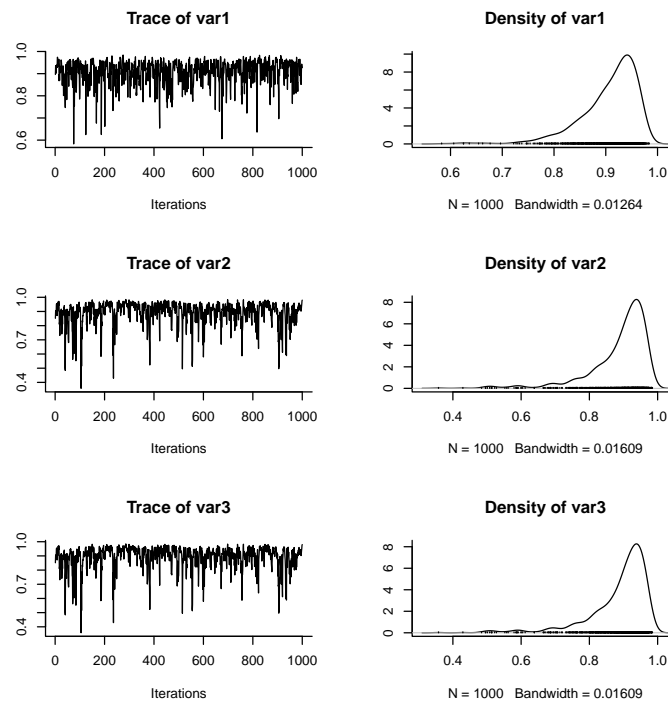 Trace of var1
1.0
0.8
0.6
0 200 400 600 800 1000
Iterations
Density of var1
8
4
0
0.6 0.7 0.8 0.9 1.0
N = 1000 Bandwidth = 0.01264
Trace of var2
1.0
0.7
0.4
0 200 400 600 800 1000
Iterations
Density of var2
8
6
4
2
0
0.4 0.6 0.8 1.0
N = 1000 Bandwidth = 0.01609
Trace of var3
1.0
0.7
0.4
0 200 400 600 800 1000
Iterations
Density of var3
8
6
4
2
0
0.4 0.6 0.8 1.0
N = 1000 Bandwidth = 0.01609